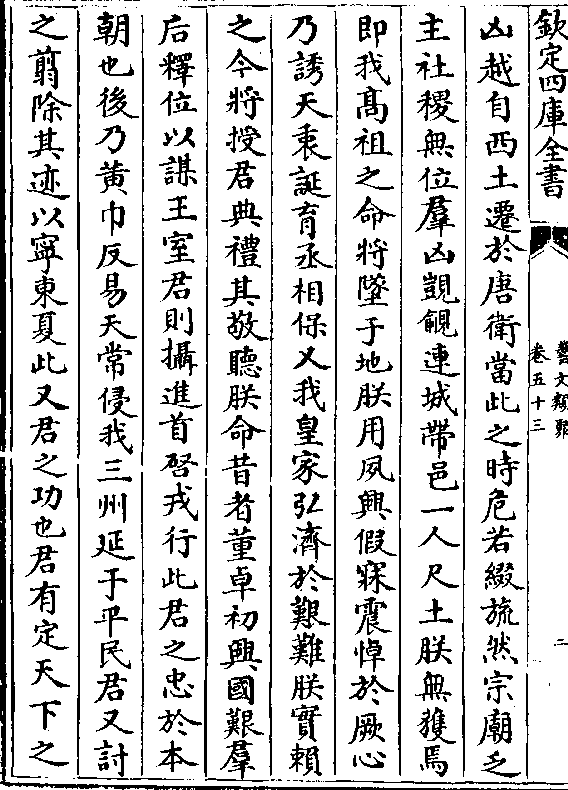 欽定四庫全書
藝文類聚
卷五十三
二
凶越自西土遷於唐衛當此之時危若綴旒然宗廟乏
主社稷無位羣凶覬覦連城帶邑一人尺土朕無獲焉
即我髙祖之命將墜于地朕用夙興假寐震悼於厥心
乃誘天衷誕育丞相保乂我皇家弘濟於艱難朕實賴
之今將授君典禮其敬聽朕命昔者董卓初興國艱羣
后釋位以謀王室君則攝進首啓戎行此君之忠於本
朝也後乃黄巾反易天常侵我三州延于平民君又討
之翦除其迹以寧東夏此又君之功也君有定天下之